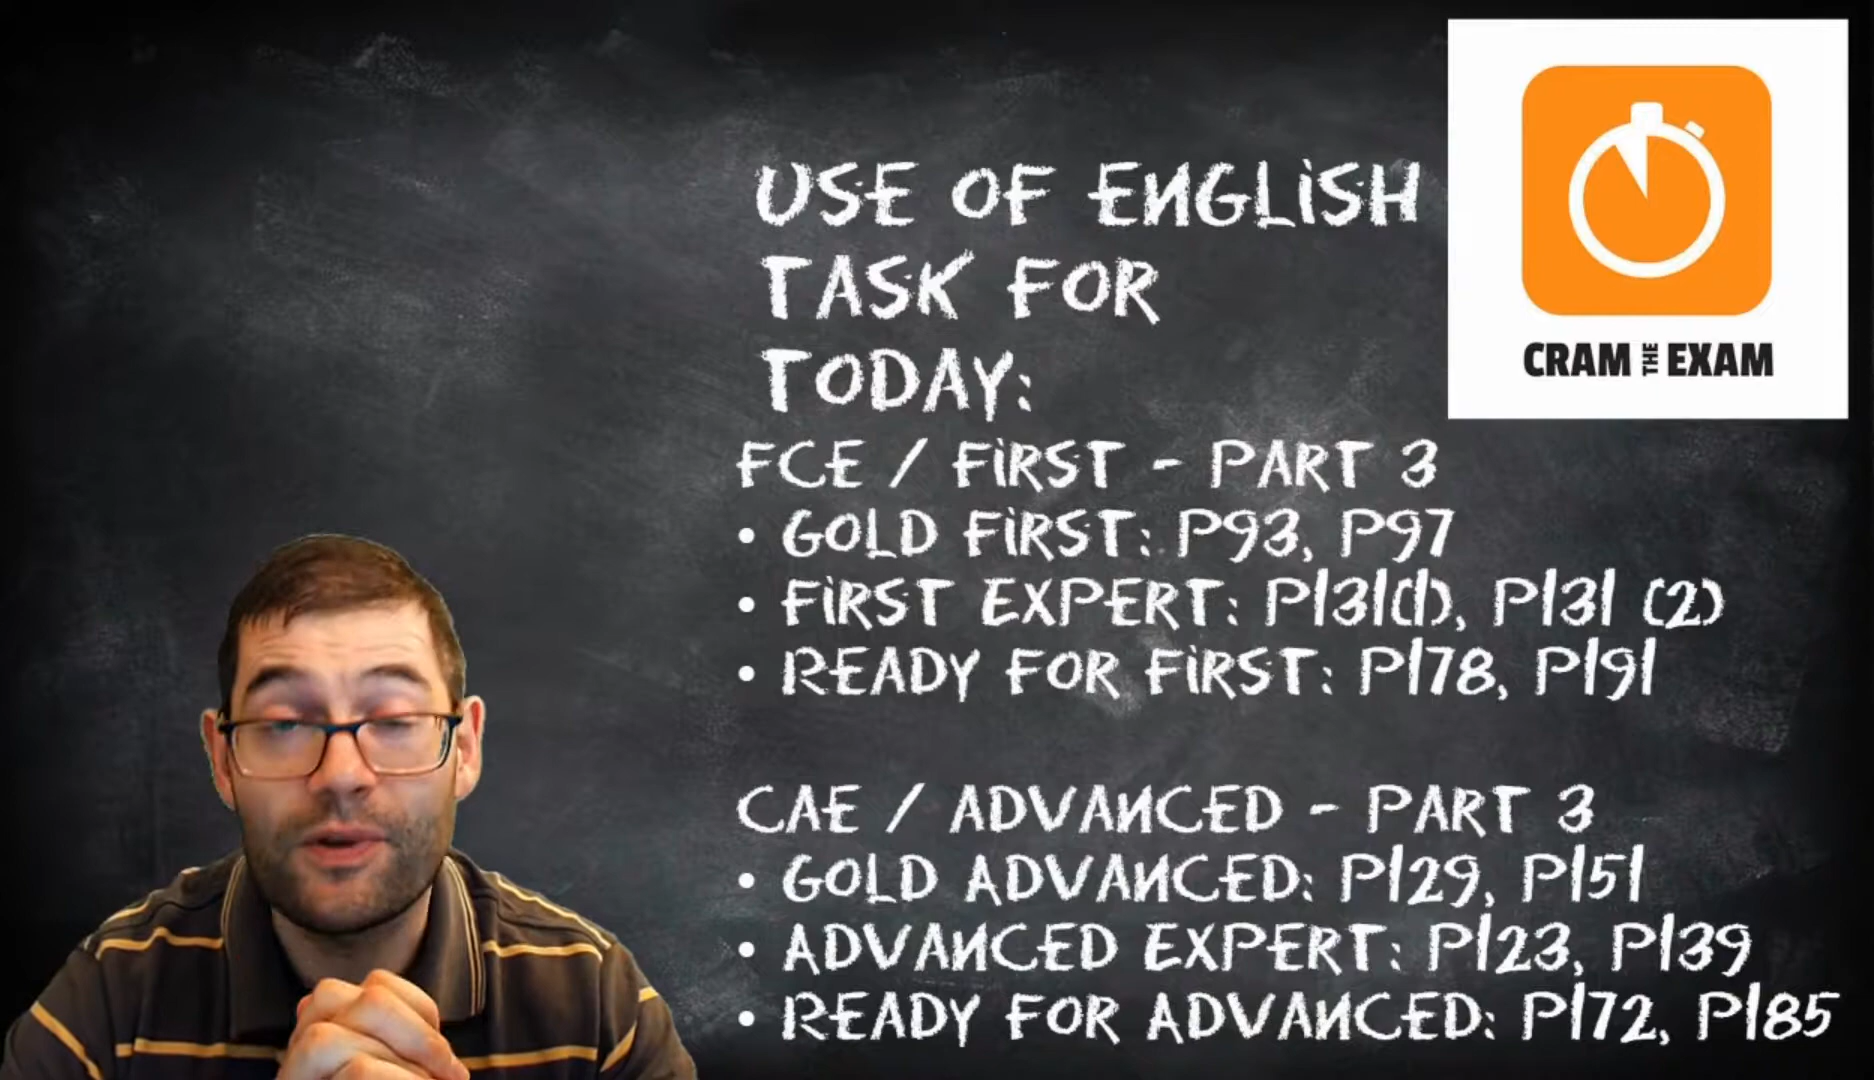 USE OF ENGLISH
TASK FOR
TODAY:
FCE / FIRST - PART 3
• GOLD FIRST: P93, P97
• FIRST EXPERT: P131(1), P131 (2)
• READY FOR FIRST: P178, P191
CAE / ADVANCED - PART 3
• GOLD ADVANCED: P129, P151
• ADVANCED EXPERT: P123, P139
• READY FOR ADVANCED: P172, P185
CRAM THE EXAM